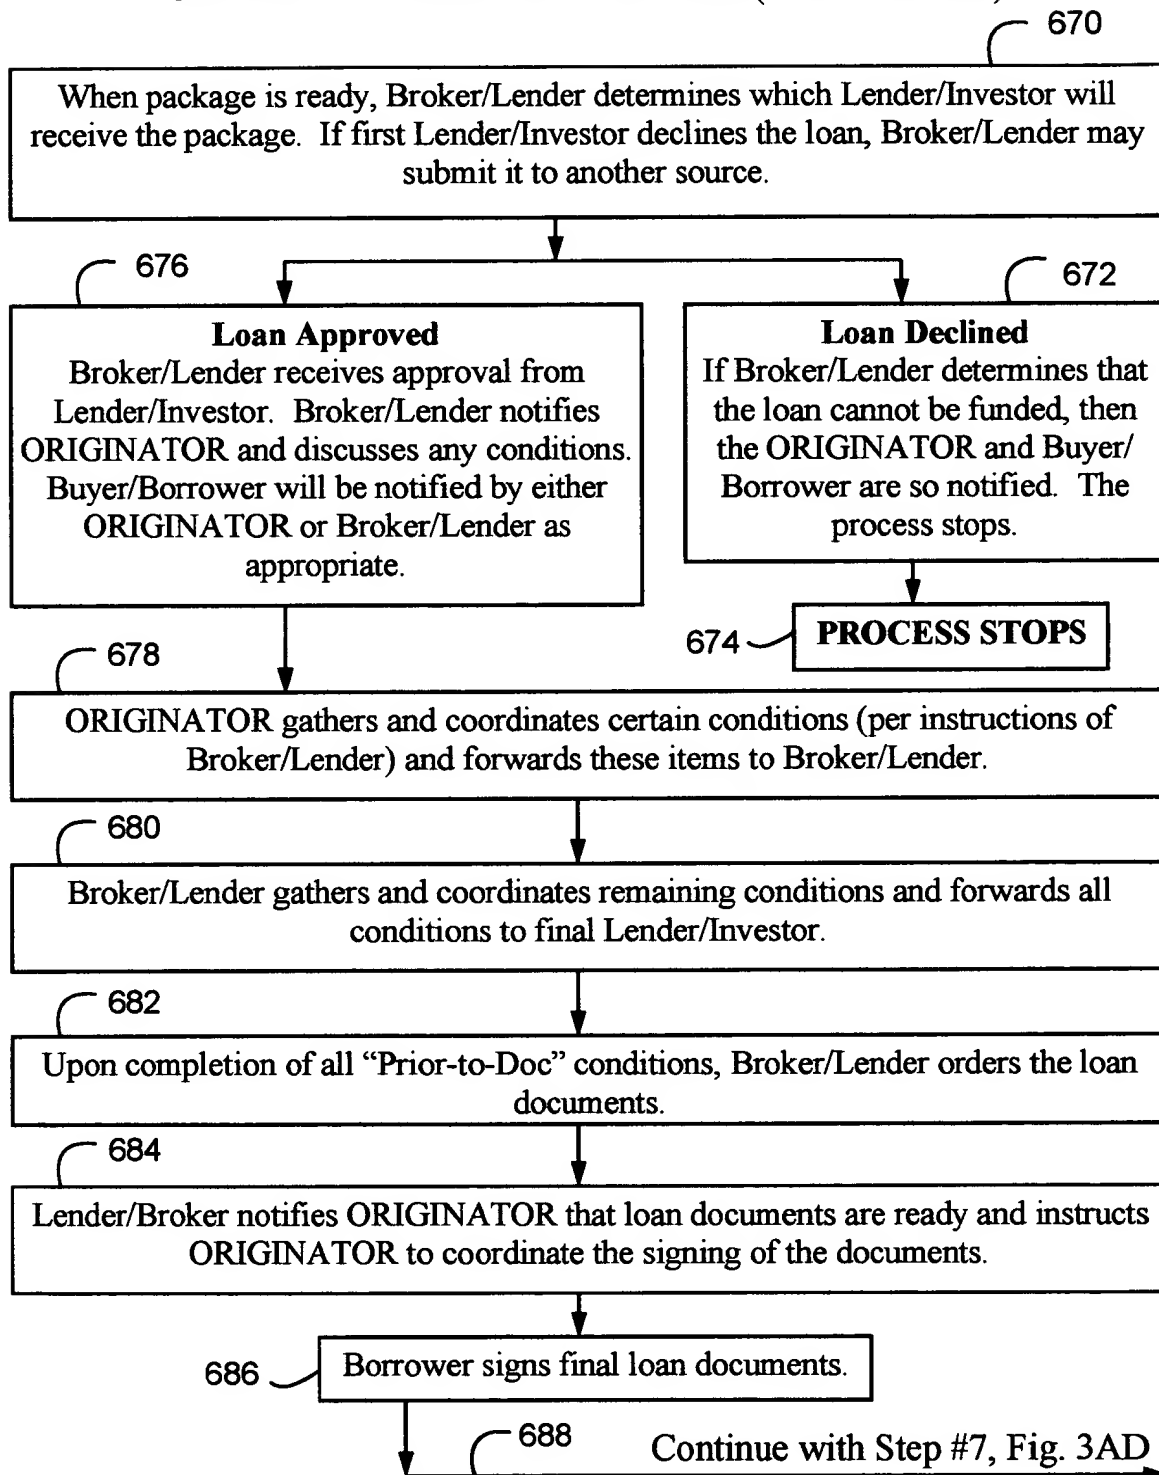 670
When package is ready, Broker/Lender determines which Lender/Investor will
receive the package. If first Lender/Investor declines the loan, Broker/Lender may
submit it to another source.
676
Loan Approved
Broker/Lender receives approval from
Lender/Investor. Broker/Lender notifies
ORIGINATOR and discusses any conditions.
Buyer/Borrower will be notified by either
ORIGINATOR or Broker/Lender as
appropriate.
672
Loan Declined
If Broker/Lender determines that
the loan cannot be funded, then
the ORIGINATOR and Buyer/
Borrower are so notified. The
process stops.
674
PROCESS STOPS
678
ORIGINATOR gathers and coordinates certain conditions (per instructions of
Broker/Lender) and forwards these items to Broker/Lender.
680
Broker/Lender gathers and coordinates remaining conditions and forwards all
conditions to final Lender/Investor.
682
Upon completion of all “Prior-to-Doc” conditions, Broker/Lender orders the loan
documents.
684
Lender/Broker notifies ORIGINATOR that loan documents are ready and instructs
ORIGINATOR to coordinate the signing of the documents.
686
Borrower signs final loan documents.
688
Continue with Step #7, Fig. 3AD